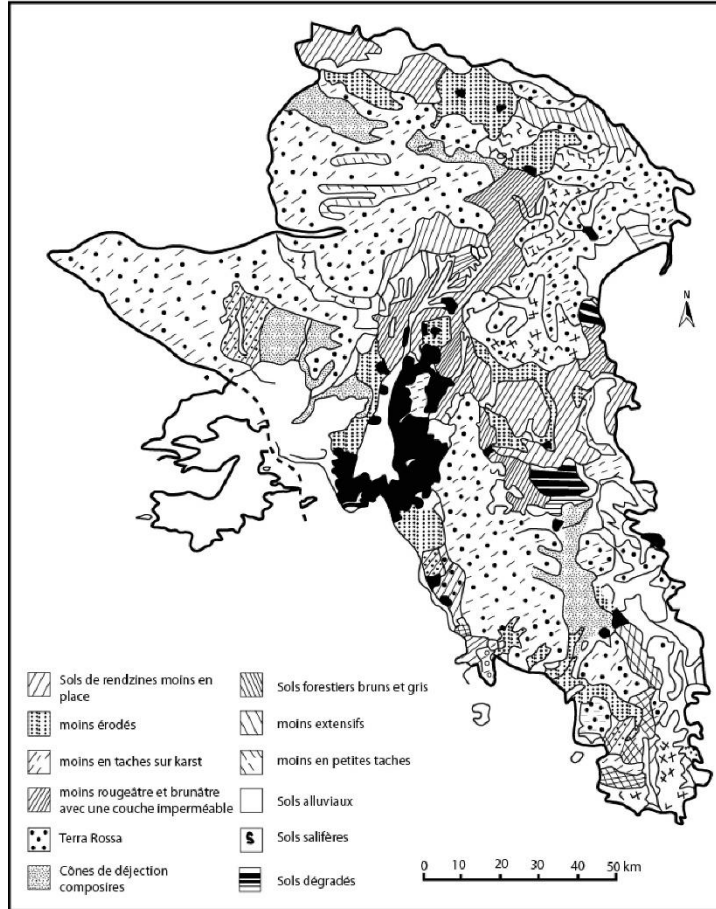 N
Sols de rendzines moins en
place
moins érodés
moins en taches sur karst
moins rougeâtre et brunâtre
avec une couche imperméable
Terra Rossa
Cônes de déjection
composires
Sols forestiers bruns et gris
moins extensifs
moins en petites taches
Sols alluviaux
Sols salifères
Sols dégradés
0 10 20 30 40 50 km